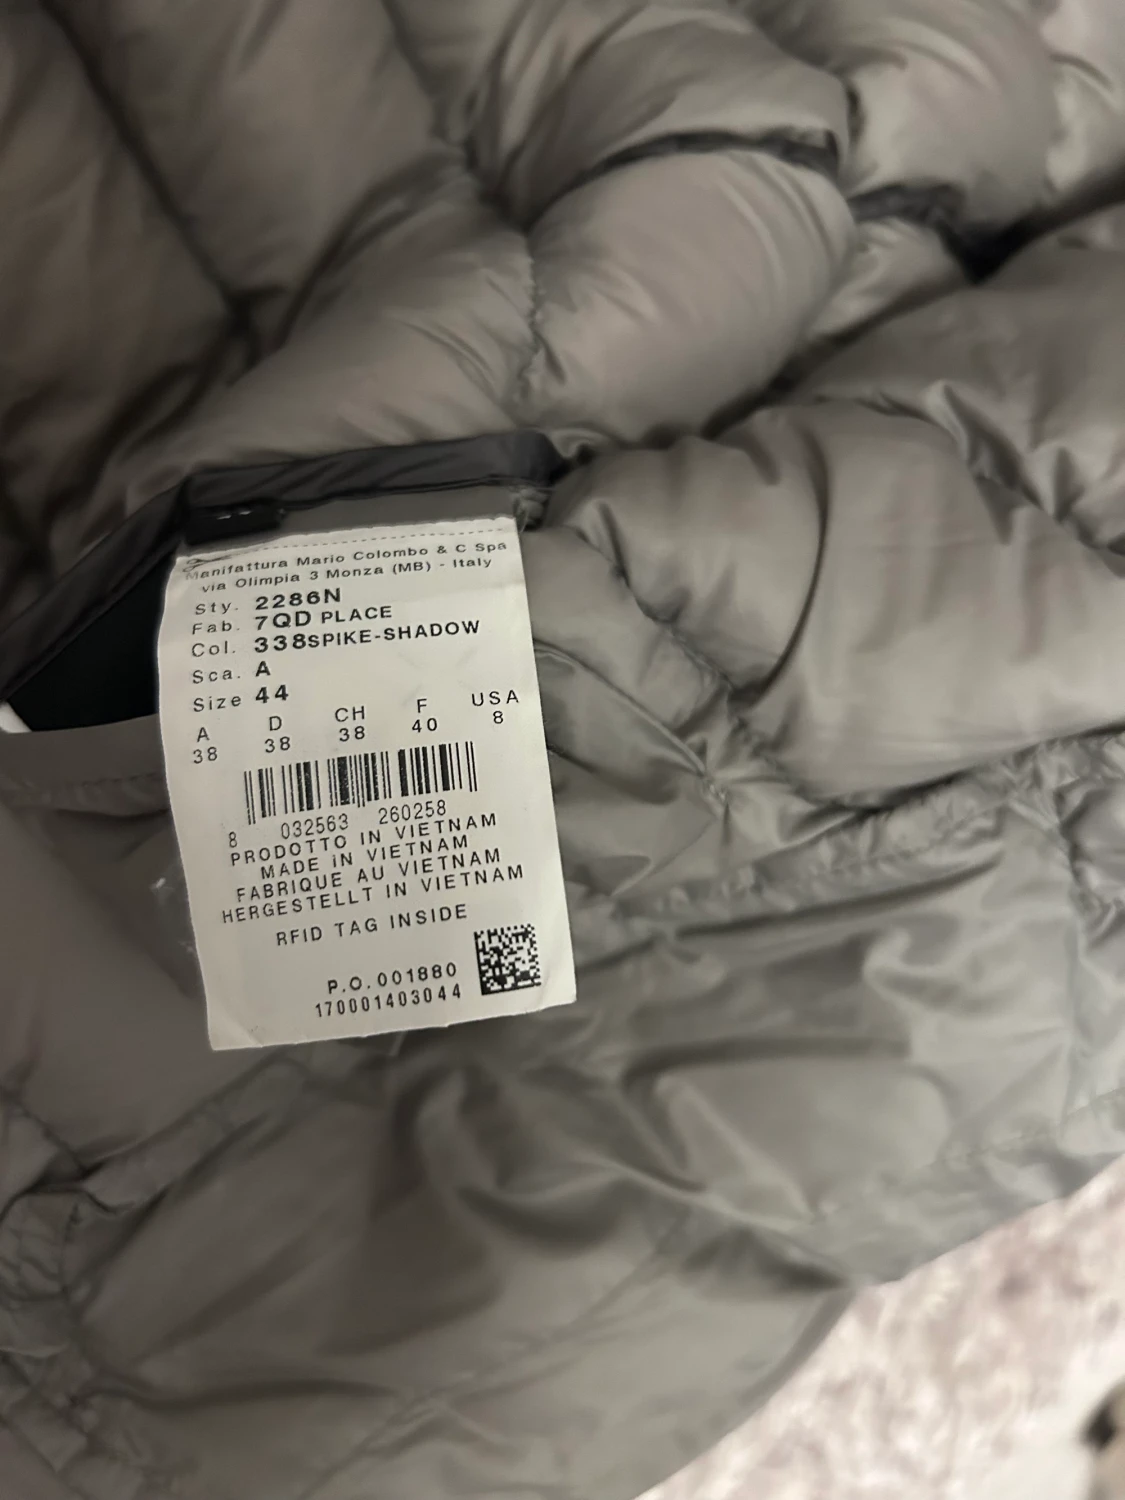 Manifattura Mario Colombo & C Spa
via Olimpia 3 Monza (MB) - Italy
Sty. 2286N
Fab. 7QD PLACE
Col. 338SPIKE-SHADOW
Sca. A
Size 44
A D CH F USA
38 38 38 40 8
8 032563 260258
PRODOTTO IN VIETNAM
MADE IN VIETNAM
FABRIQUE AU VIETNAM
HERGESTELLT IN VIETNAM
RFID TAG INSIDE
P.O.001880
170001403044